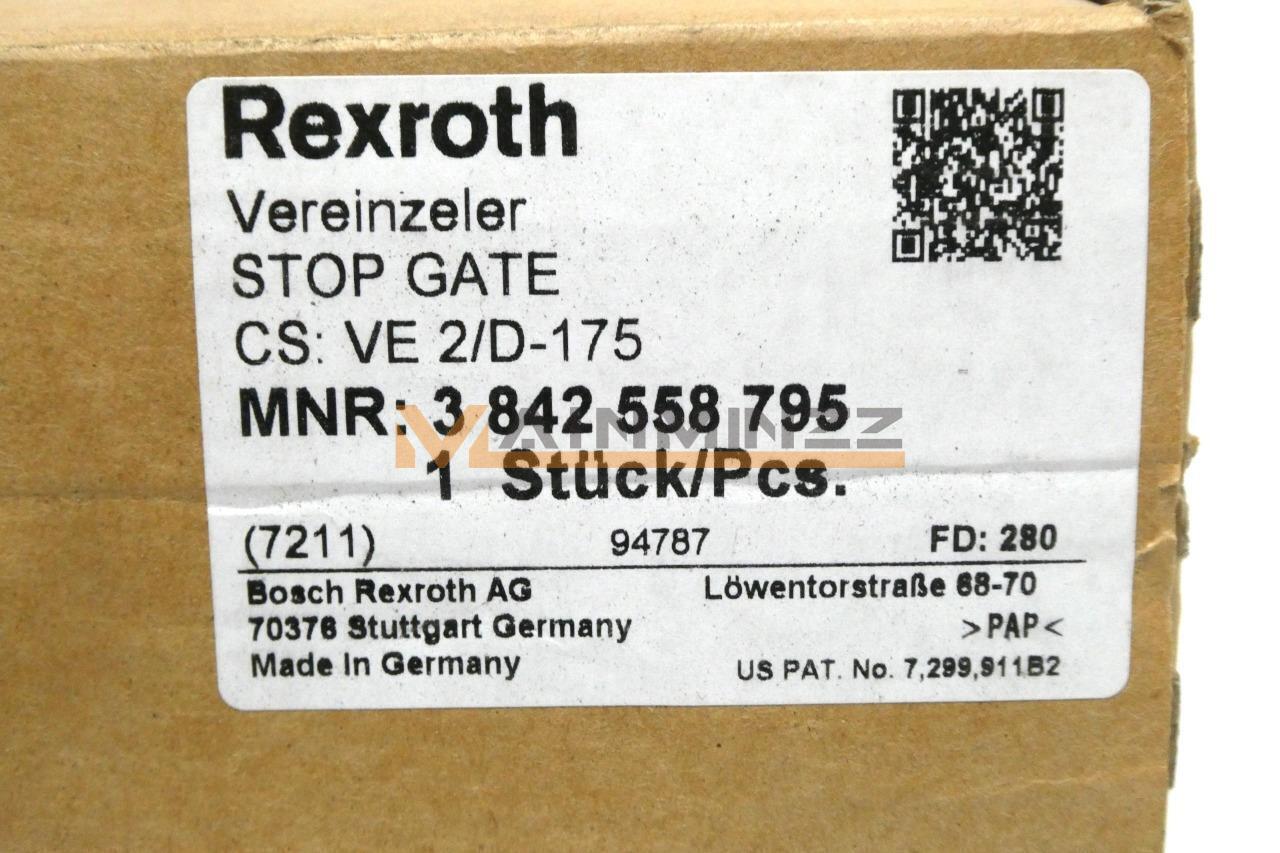 Rexroth
Vereinzeler
STOP GATE
CS: VE 2/D-175
MNR: 3 842 558 795
MAINMINEZ
1 Stück/Pcs.
(7211) 94787 FD: 280
Bosch Rexroth AG Löwentorstraße 68-70
70376 Stuttgart Germany >PAP<
Made in Germany US PAT. No. 7,299,911B2